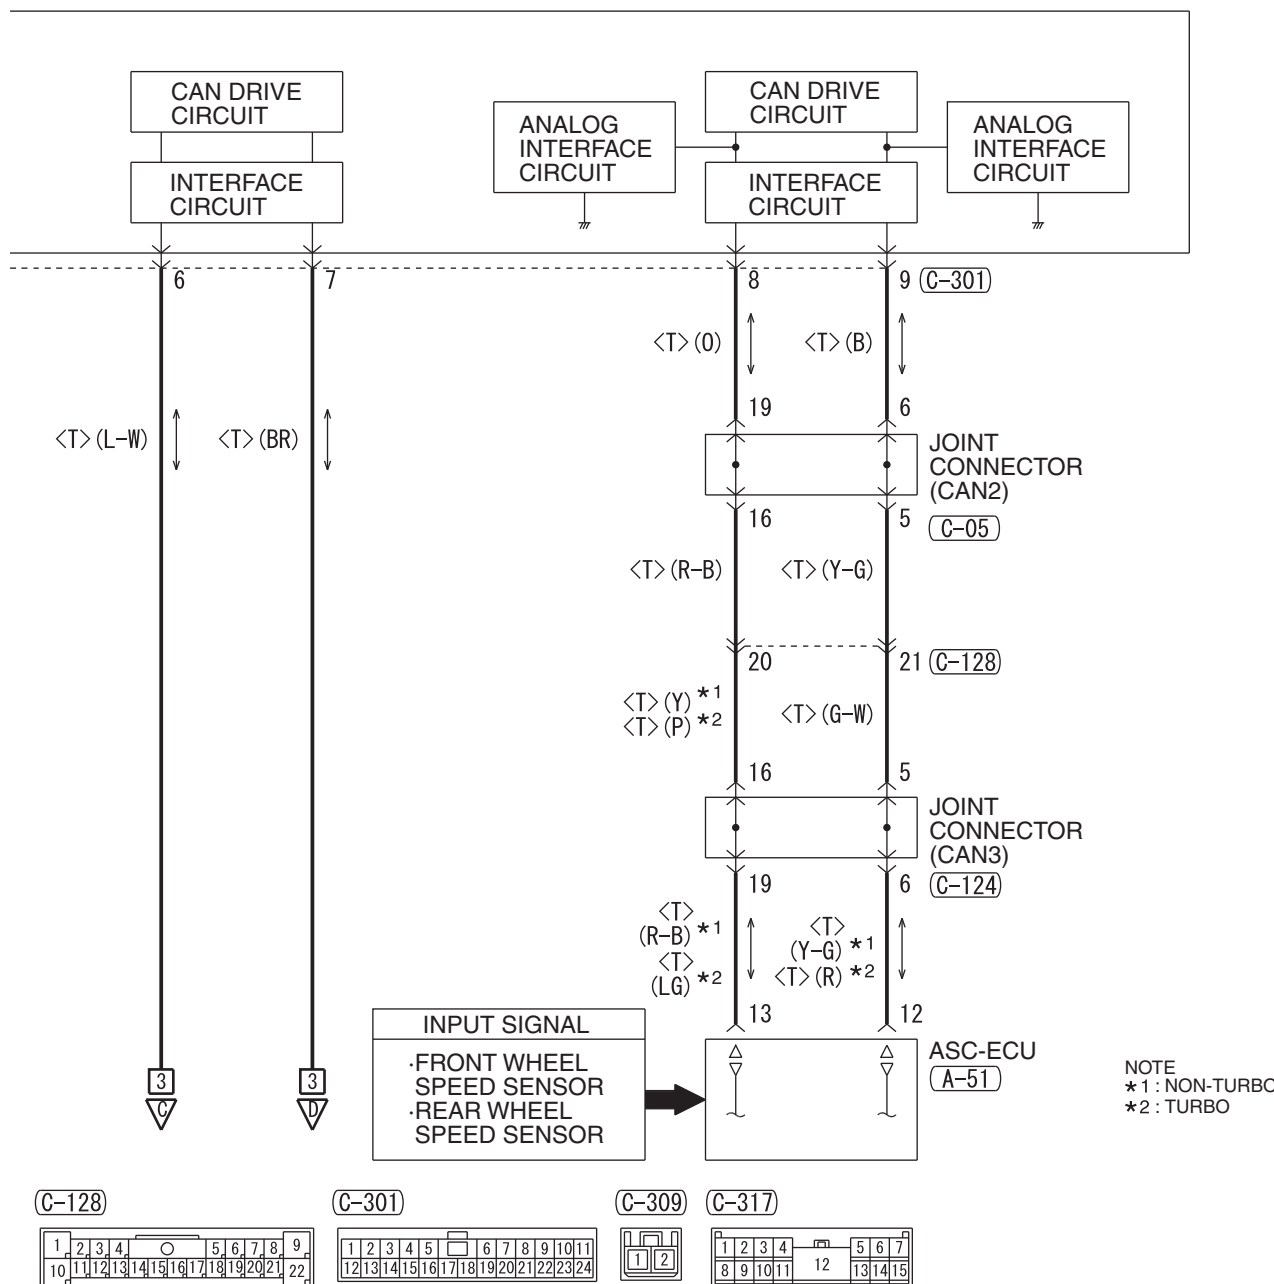 CAN DRIVE
CIRCUIT
INTERFACE
CIRCUIT
ANALOG
INTERFACE
CIRCUIT
CAN DRIVE
CIRCUIT
INTERFACE
CIRCUIT
ANALOG
INTERFACE
CIRCUIT
6 7 8 9 C-301
<T>(O) <T>(B)
19 6
<T>(L-W) <T>(BR)
JOINT
CONNECTOR
(CAN2)
16 5 C-05
<T>(R-B) <T>(Y-G)
20 21 C-128
<T>(Y) *1
<T>(P) *2
<T>(G-W)
16 5
JOINT
CONNECTOR
(CAN3)
19 6 C-124
<T>
(R-B) *1
<T>
(LG) *2
<T>
(Y-G) *1
<T>(R) *2
13 12
INPUT SIGNAL
·FRONT WHEEL
SPEED SENSOR
·REAR WHEEL
SPEED SENSOR
ASC-ECU
A-51
3 3
C D
NOTE
*1 : NON-TURBO
*2 : TURBO
C-128
1 2 3 4 5 6 7 8 9
10 11 12 13 14 15 16 17 18 19 20 21 22
C-301
1 2 3 4 5 6 7 8 9 10 11
12 13 14 15 16 17 18 19 20 21 22 23 24
C-309
1 2
C-317
1 2 3 4 5 6 7
8 9 10 11 12 13 14 15